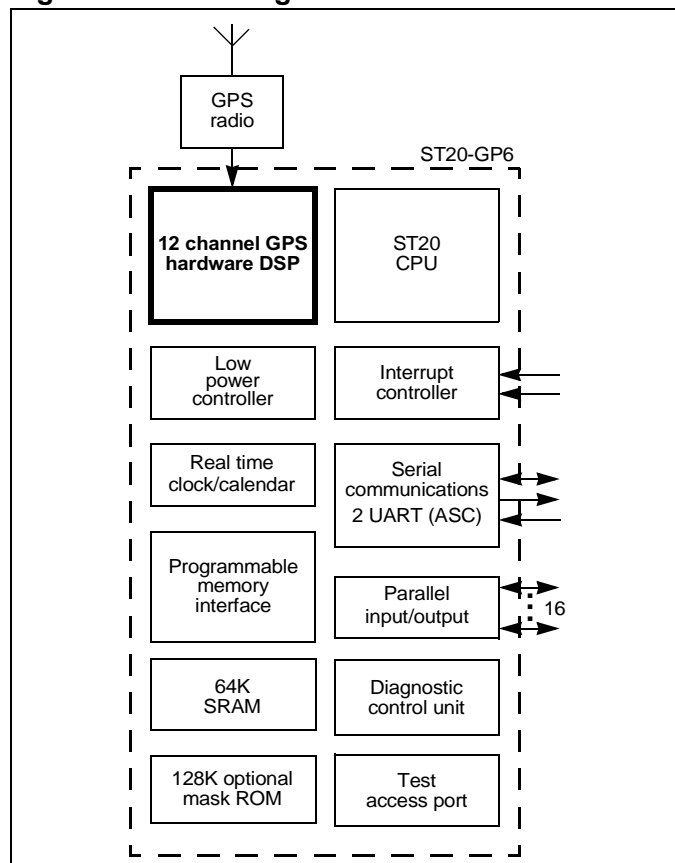 GPS
radio
ST20-GP6
12 channel GPS
hardware DSP
ST20
CPU
Low
power
controller
Interrupt
controller
Real time
clock/calendar
Serial
communications
2 UART (ASC)
Programmable
memory
interface
Parallel
input/output
16
64K
SRAM
Diagnostic
control unit
128K optional
mask ROM
Test
access port